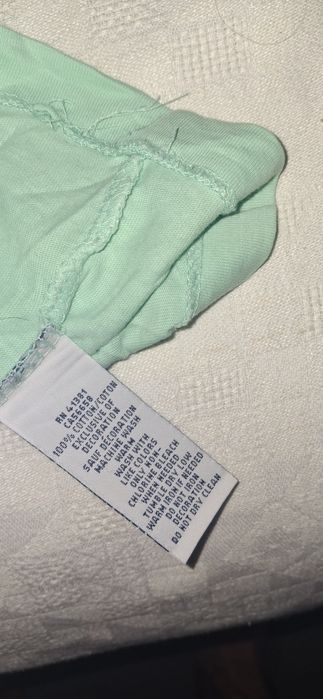 RN 41381
CA56658
100% COTTON/COTON
EXCLUSIVE OF
DECORATION
SAUF DECORATION
MACHINE WASH
WARM
WASH WITH
LIKE COLORS
ONLY NON-
CHLORINE BLEACH
WHEN NEEDED
TUMBLE DRY LOW
WARM IRON IF NEEDED
DO NOT IRON
DECORATION
DO NOT DRY CLEAN